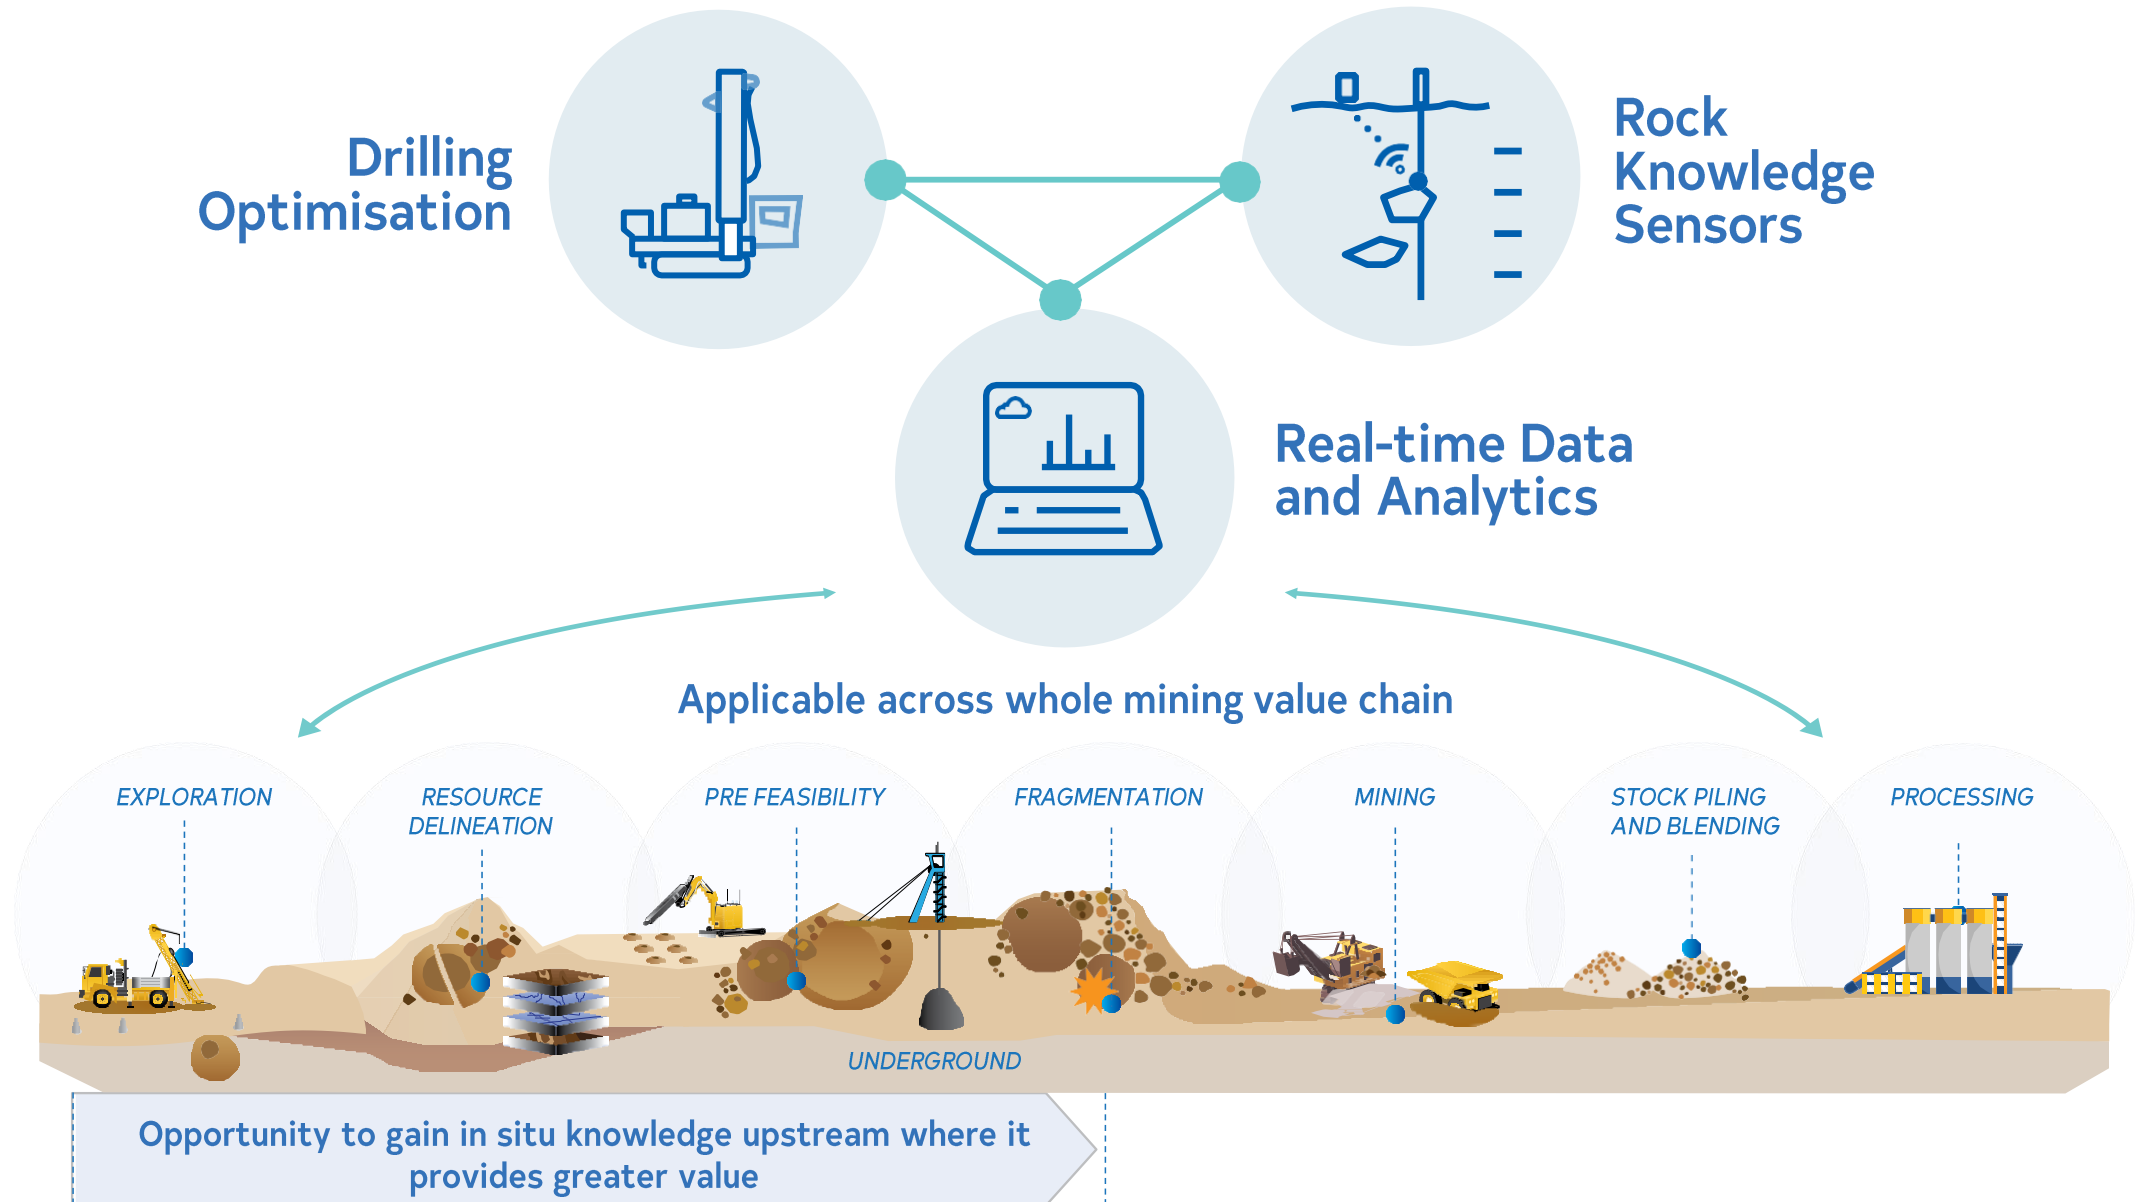 Drilling
Optimisation
Rock
Knowledge
Sensors
Real-time Data
and Analytics
Applicable across whole mining value chain
EXPLORATION
RESOURCE
DELINEATION
PRE FEASIBILITY
FRAGMENTATION
MINING
STOCK PILING
AND BLENDING
PROCESSING
UNDERGROUND
Opportunity to gain in situ knowledge upstream where it
provides greater value